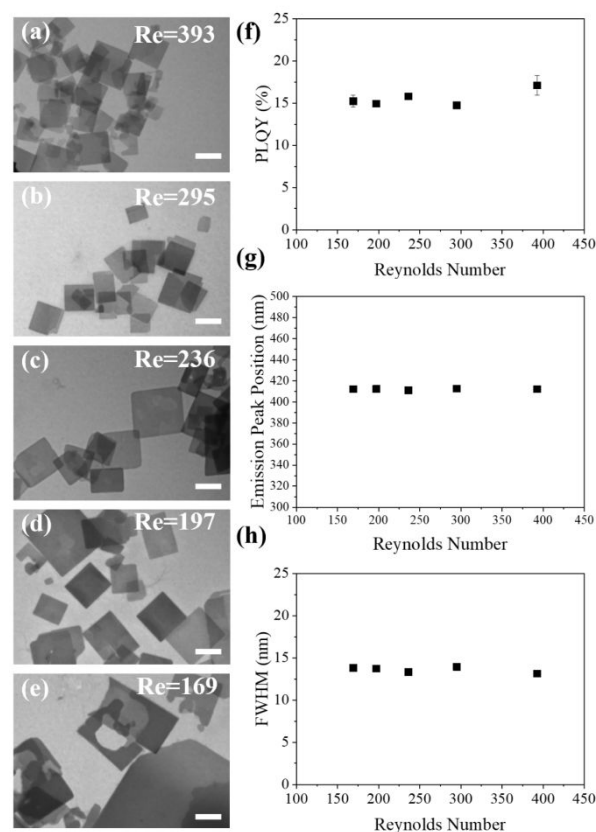 (a) Re=393
(b) Re=295
(c) Re=236
(d) Re=197
(e) Re=169
(f)
PLQY (%)
25
20
15
10
5
0
100 150 200 250 300 350 400 450
Reynolds Number
(g)
Emission Peak Position (nm)
500
480
460
440
420
400
380
360
340
320
300
100 150 200 250 300 350 400 450
Reynolds Number
(h)
FWHM (nm)
25
20
15
10
5
0
100 150 200 250 300 350 400 450
Reynolds Number